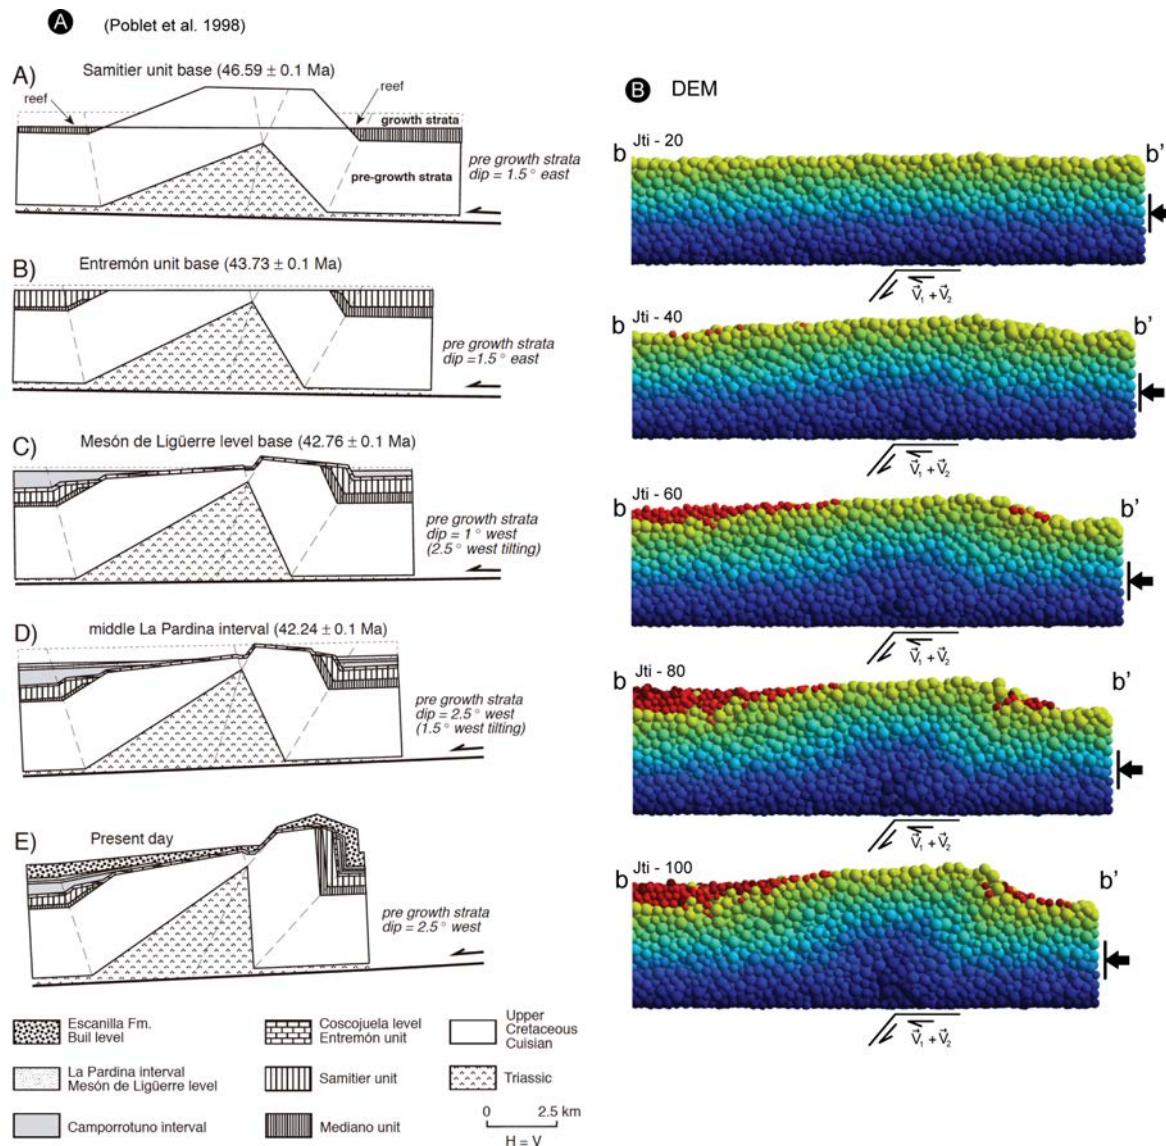 A (Poblet et al. 1998)
A) Samitier unit base (46.59 ± 0.1 Ma)
reef
reef
growth strata
pre-growth strata
pre growth strata
dip = 1.5° east
B) Entremón unit base (43.73 ± 0.1 Ma)
pre growth strata
dip =1.5° east
C) Mesón de Ligüerre level base (42.76 ± 0.1 Ma)
pre growth strata
dip = 1° west
(2.5° west tilting)
D) middle La Pardina interval (42.24 ± 0.1 Ma)
pre growth strata
dip = 2.5° west
(1.5° west tilting)
E) Present day
pre growth strata
dip = 2.5° west
Escanilla Fm.
Buil level
La Pardina interval
Mesón de Ligüerre level
Camporrotuno interval
Coscojuela level
Entremón unit
Samitier unit
Mediano unit
Upper
Cretaceous
Cuisian
Triassic
0 2.5 km
H = V
B DEM
Jti - 20
b b'
V₁ + V₂
Jti - 40
b b'
V₁ + V₂
Jti - 60
b b'
V₁ + V₂
Jti - 80
b b'
V₁ + V₂
Jti - 100
b b'
V₁ + V₂